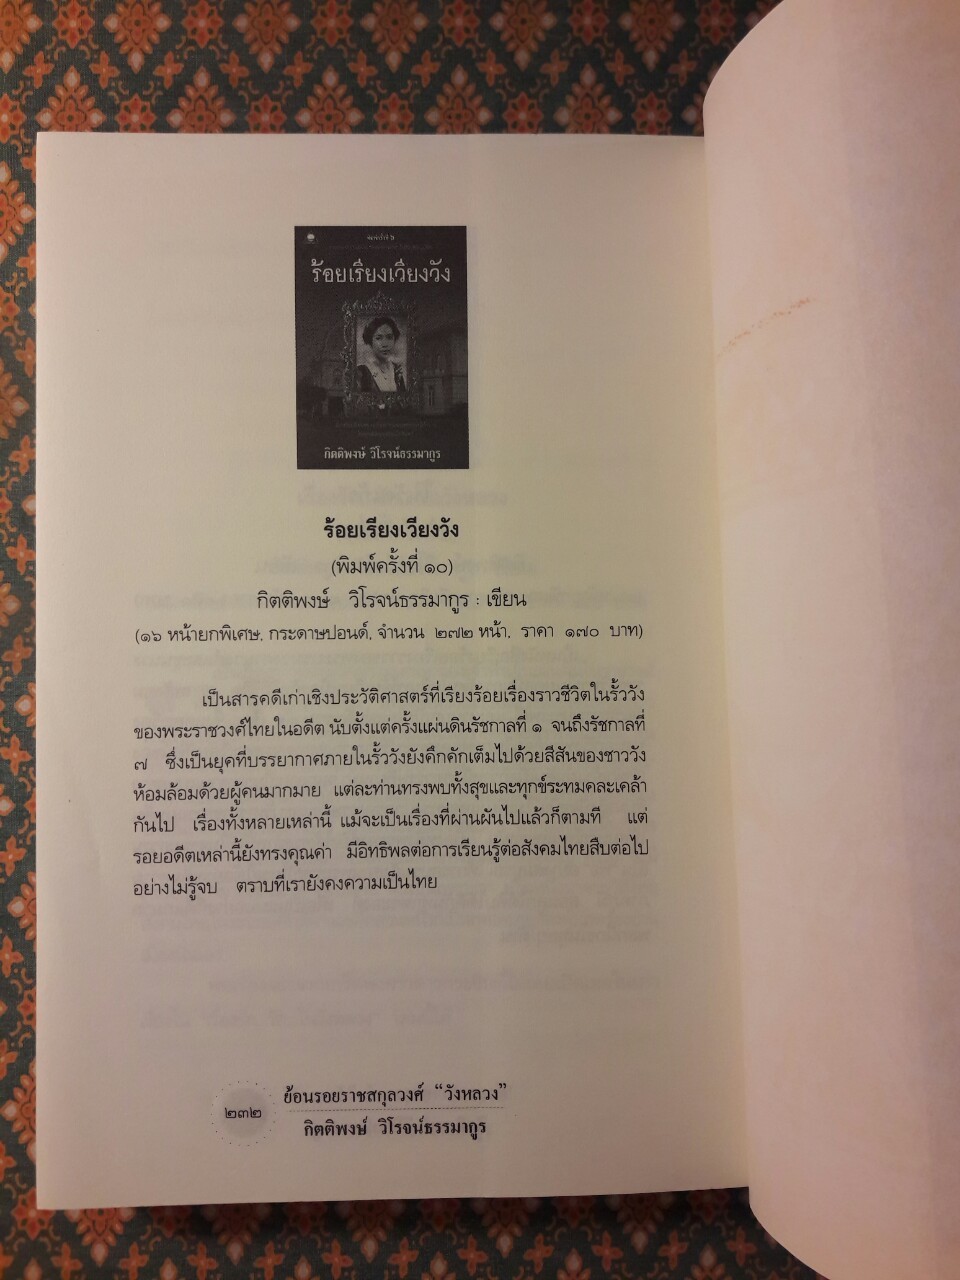 ร้อยเรียงเวียงวัง
กิตติพงษ์ วิโรจน์ธรรมากูร
ร้อยเรียงเวียงวัง
(พิมพ์ครั้งที่ ๑๐)
กิตติพงษ์ วิโรจน์ธรรมากูร : เขียน
(๑๖ หน้ายกพิเศษ, กระดาษปอนด์, จำนวน ๒๗๒ หน้า, ราคา ๑๗๐ บาท)
เป็นสารคดีเก่าเชิงประวัติศาสตร์ที่เรียงร้อยเรื่องราวชีวิตในรั้ววัง
ของพระราชวงศ์ไทยในอดีต นับตั้งแต่ครั้งแผ่นดินรัชกาลที่ ๑ จนถึงรัชกาลที่
๗ ซึ่งเป็นยุคที่บรรยากาศภายในรั้ววังยังคึกคักเต็มไปด้วยสีสันของชาววัง
ห้อมล้อมด้วยผู้คนมากมาย แต่ละท่านทรงพบทั้งสุขและทุกข์ระทมคละเคล้า
กันไป เรื่องทั้งหลายเหล่านี้ แม้จะเป็นเรื่องที่ผ่านผันไปแล้วก็ตามที แต่
รอยอดีตเหล่านี้ยังทรงคุณค่า มีอิทธิพลต่อการเรียนรู้ต่อสังคมไทยสืบต่อไป
อย่างไม่รู้จบ ตราบที่เรายังคงความเป็นไทย
๒๓๒
ย้อนรอยราชสกุลวงศ์ “วังหลวง”
กิตติพงษ์ วิโรจน์ธรรมากูร